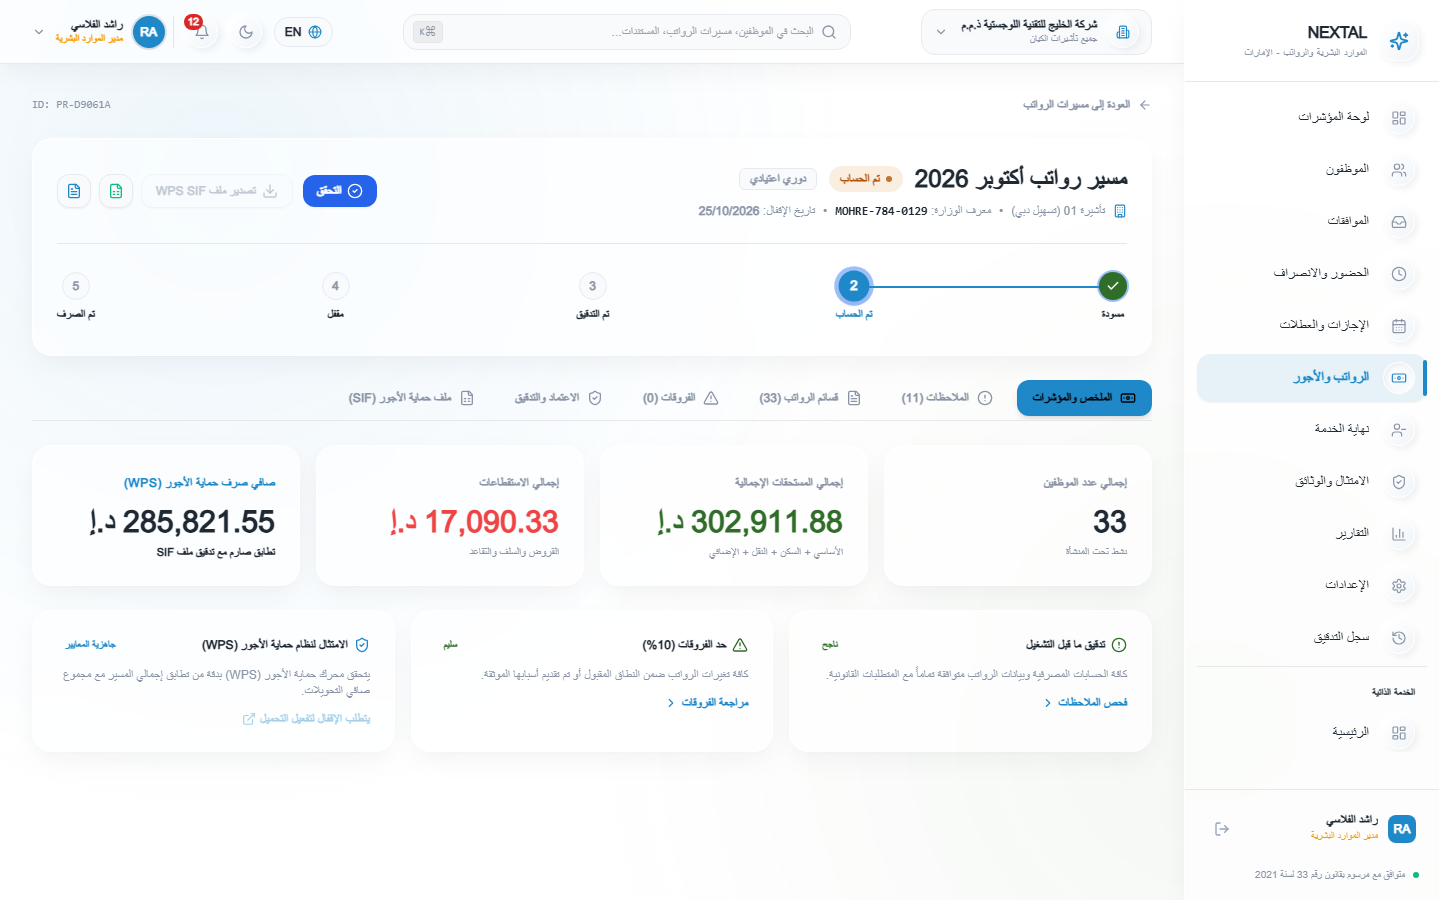 NEXTAL
الموارد البشرية والرواتب - الإمارات
لوحة المؤشرات
الموظفون
الموافقات
الحضور والانصراف
الإجازات والعطلات
الرواتب والأجور
نهاية الخدمة
الامتثال والوثائق
التقارير
الإعدادات
سجل التدقيق
الخدمة الذاتية
الرئيسية
راشد الفلاسي
RA
مدير الموارد البشرية
متوافق مع مرسوم بقانون رقم 33 لسنة 2021
شركة الخليج للتقنية اللوجستية ذ.م.م
جميع تأشيرات الكيان
البحث في الموظفين، مسيرات الرواتب، المستندات...
⌘K
EN
12
RA
راشد الفلاسي
مدير الموارد البشرية
العودة إلى مسيرات الرواتب
ID: PR-D9061A
مسير رواتب أكتوبر 2026
تم الحساب
دوري اعتيادي
تأشيرة 01 (تسهيل دبي) • معرف الوزارة: MOHRE-784-0129 • تاريخ الإقفال: 25/10/2026
التحقق
تصدير ملف WPS SIF
2
3
4
5
مسودة
تم الحساب
تم التدقيق
مقفل
تم الصرف
الملخص والمؤشرات
الملاحظات (11)
قسائم الرواتب (33)
الفروقات (0)
الاعتماد والتدقيق
ملف حماية الأجور (SIF)
إجمالي عدد الموظفين
33
نشط تحت المنشأة
إجمالي المستحقات الإجمالية
302,911.88 د.إ
الأساسي + السكن + النقل + الإضافي
إجمالي الاستقطاعات
17,090.33 د.إ
القروض والسلف والتقاعد
صافي صرف حماية الأجور (WPS)
285,821.55 د.إ
تطابق صارم مع تدقيق ملف SIF
تدقيق ما قبل التشغيل
ناجح
كافة الحسابات المصرفية وبيانات الرواتب متوافقة تماماً مع المتطلبات القانونية.
فحص الملاحظات
حد الفروقات (10%)
سليم
كافة تغيرات الرواتب ضمن النطاق المقبول أو تم تقديم أسبابها الموثقة.
مراجعة الفروقات
الامتثال لنظام حماية الأجور (WPS)
جاهزية المعايير
يتحقق محرك حماية الأجور (WPS) بدقة من تطابق إجمالي المسير مع مجموع
صافي التحويلات.
يتطلب الإقفال لتفعيل التحميل